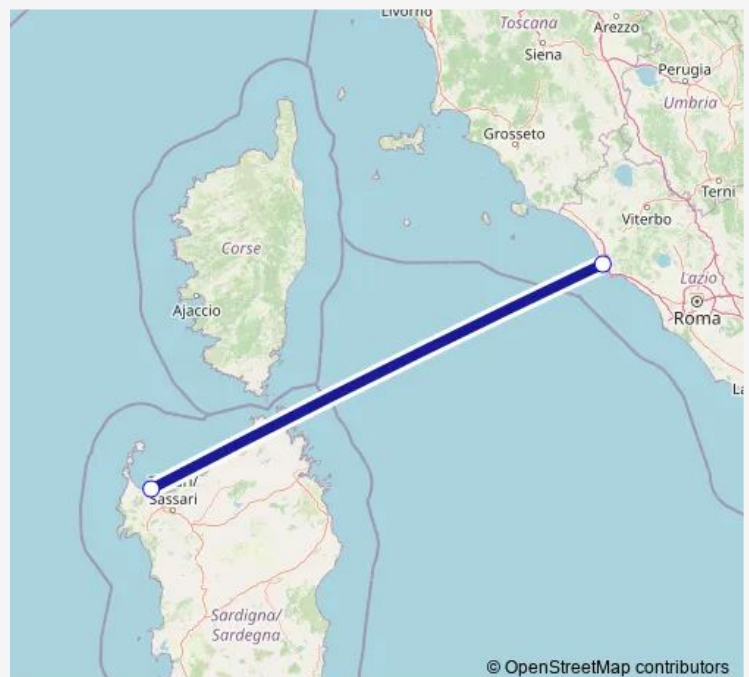 Livorno
Toscana
Arezzo
Siena
Perugia
Umbria
Grosseto
Terni
Viterbo
Corse
Lazio
Ajaccio
Roma
Sassari
Sardigna/
Sardegna
© OpenStreetMap contributors